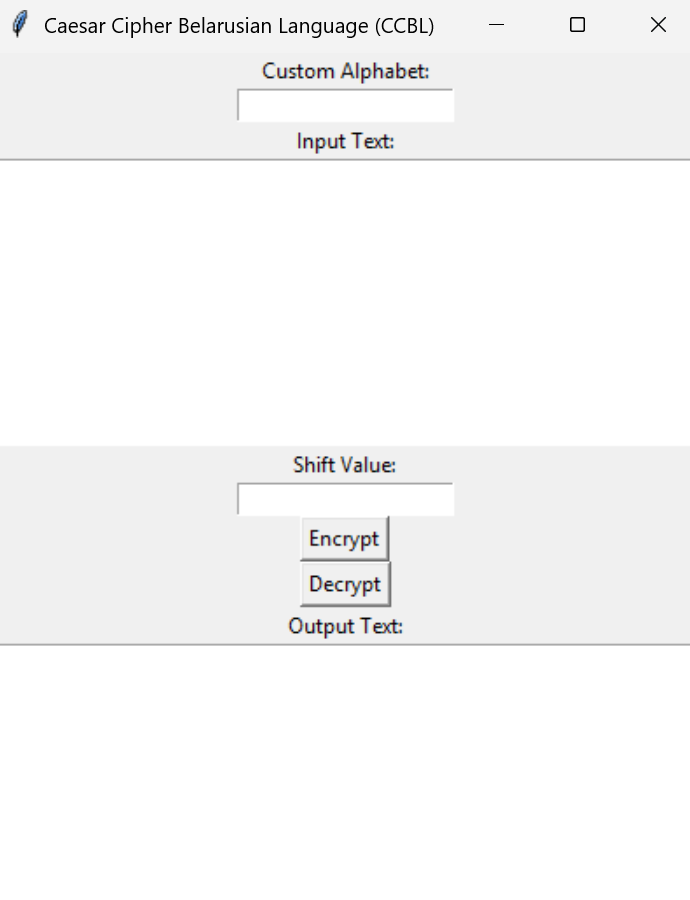 Caesar Cipher Belarusian Language (CCBL)
Custom Alphabet:
Input Text:
Shift Value:
Encrypt
Decrypt
Output Text: